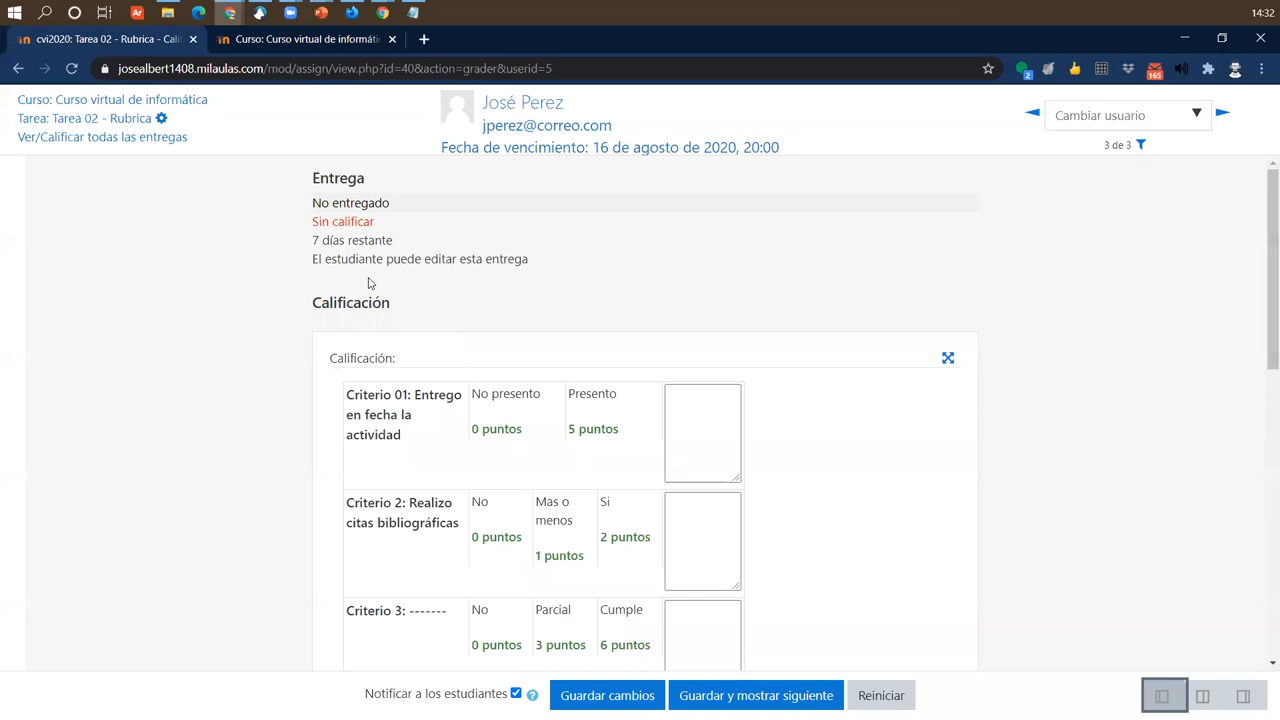 14:32
cvi2020: Tarea 02 - Rubrica - Cali
Curso: Curso virtual de informáti
josealbert1408.milaulas.com/mod/assign/view.php?id=40&action=grader&userid=5
2
165
Curso: Curso virtual de informática
Tarea: Tarea 02 - Rubrica
Ver/Calificar todas las entregas
José Perez
jperez@correo.com
Fecha de vencimiento: 16 de agosto de 2020, 20:00
Cambiar usuario
3 de 3
Entrega
No entregado
Sin calificar
7 días restante
El estudiante puede editar esta entrega
Calificación
Calificación:
Criterio 01: Entrego en fecha la actividad
No presento
0 puntos
Presento
5 puntos
Criterio 2: Realizo citas bibliográficas
No
0 puntos
Mas o menos
1 puntos
Si
2 puntos
Criterio 3: -------
No
0 puntos
Parcial
3 puntos
Cumple
6 puntos
Notificar a los estudiantes
Guardar cambios
Guardar y mostrar siguiente
Reiniciar